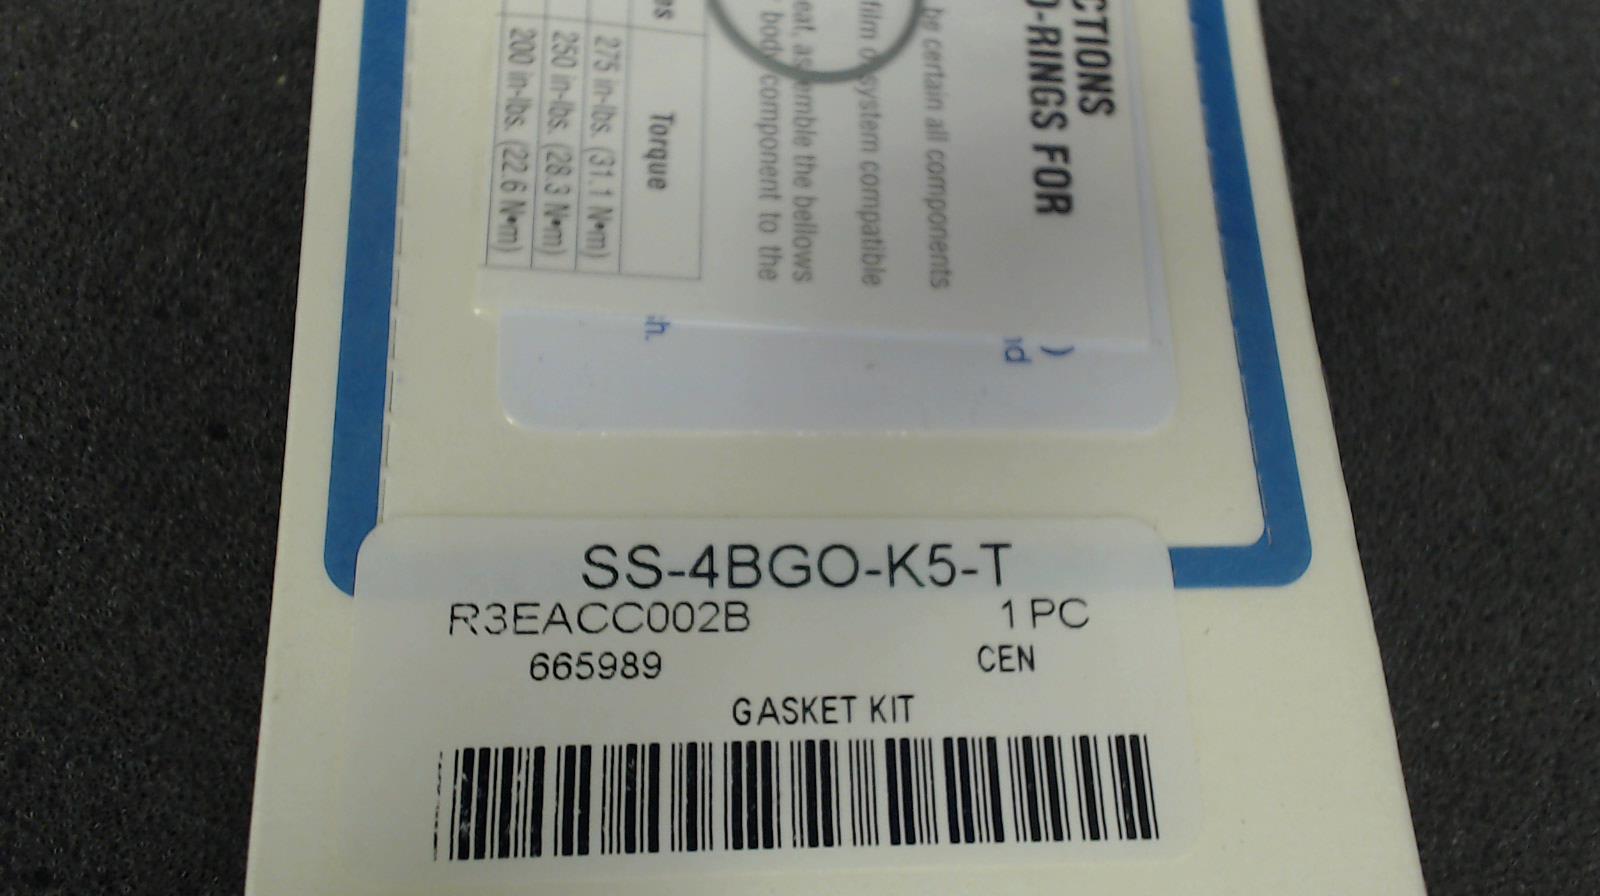 CTIONS
O-RINGS FOR
be certain all components
film of system compatible
eat, assemble the bellows
body component to the
Torque
275 in-lbs. (31.1 N•m)
250 in-lbs. (28.3 N•m)
200 in-lbs. (22.6 N•m)
)
nd
ch.
SS-4BGO-K5-T
R3EACC002B 1 PC
665989 CEN
GASKET KIT